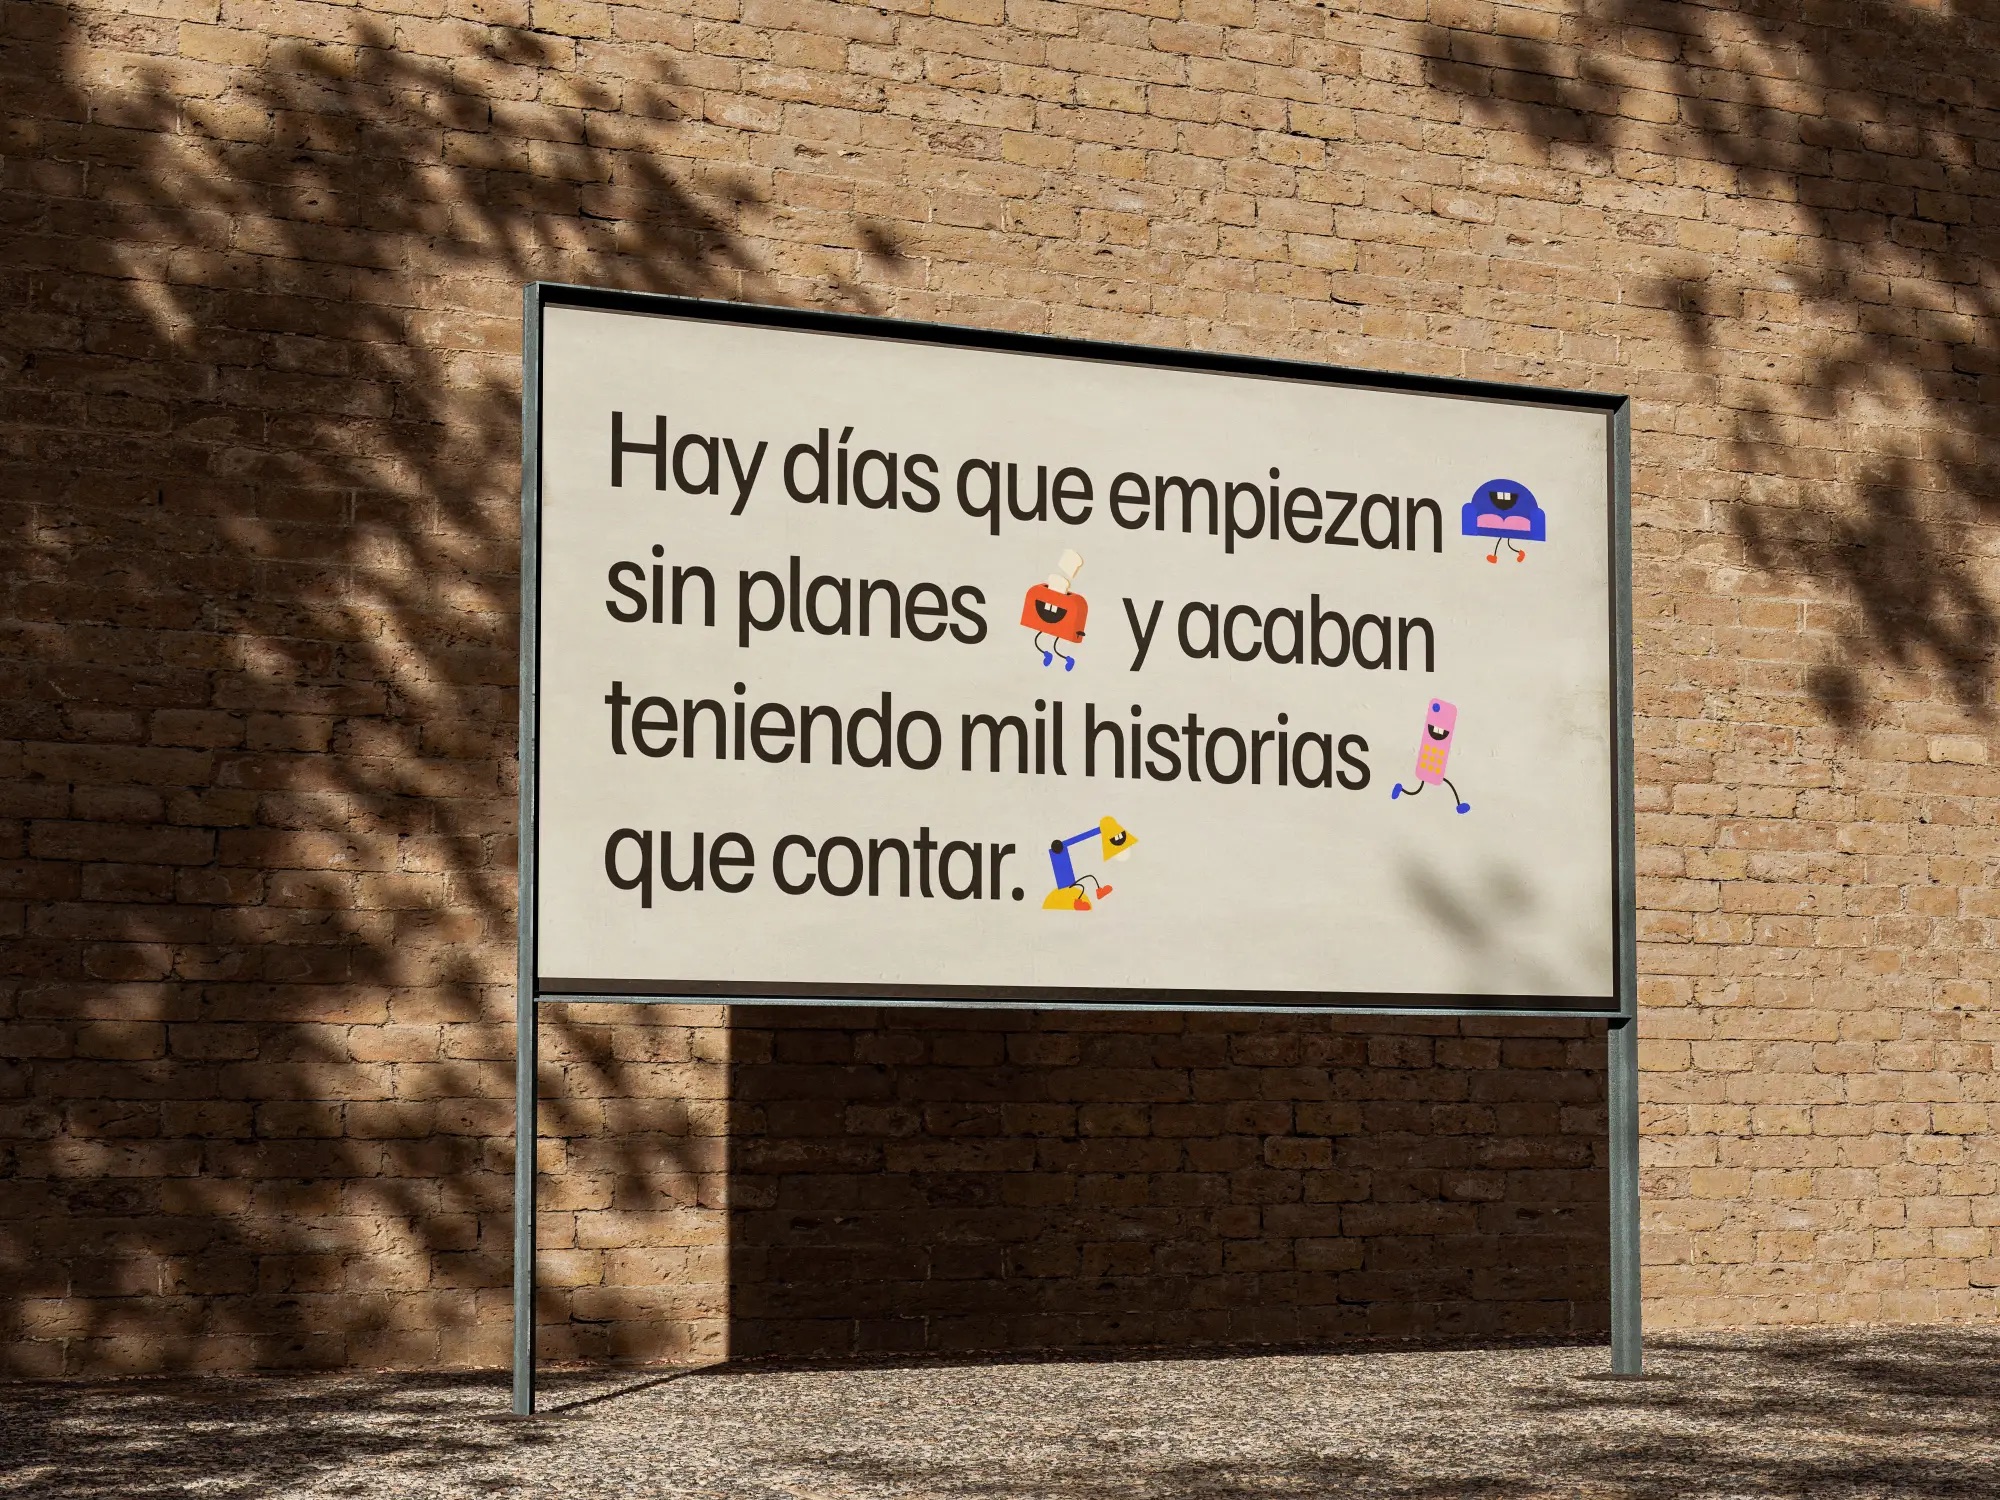 Hay días que empiezan
sin planes y acaban
teniendo mil historias
que contar.